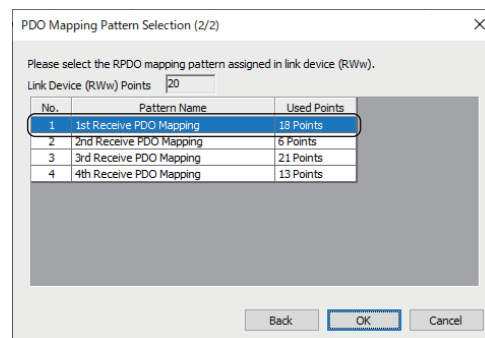 PDO Mapping Pattern Selection (2/2)
Please select the RPDO mapping pattern assigned in link device (RWw).
Link Device (RWw) Points 20
No. Pattern Name Used Points
1 1st Receive PDO Mapping 18 Points
2 2nd Receive PDO Mapping 6 Points
3 3rd Receive PDO Mapping 21 Points
4 4th Receive PDO Mapping 13 Points
Back OK Cancel